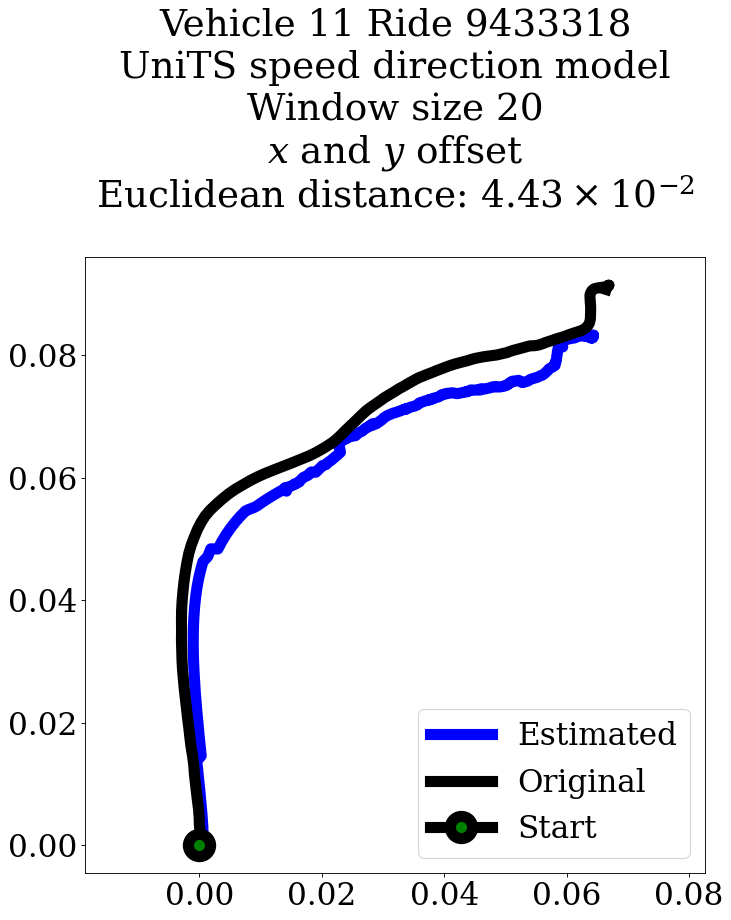 Vehicle 11 Ride 9433318
UniTS speed direction model
Window size 20
x and y offset
Euclidean distance: 4.43 × 10⁻²
0.08
0.06
0.04
0.02
0.00
Estimated
Original
Start
0.00 0.02 0.04 0.06 0.08